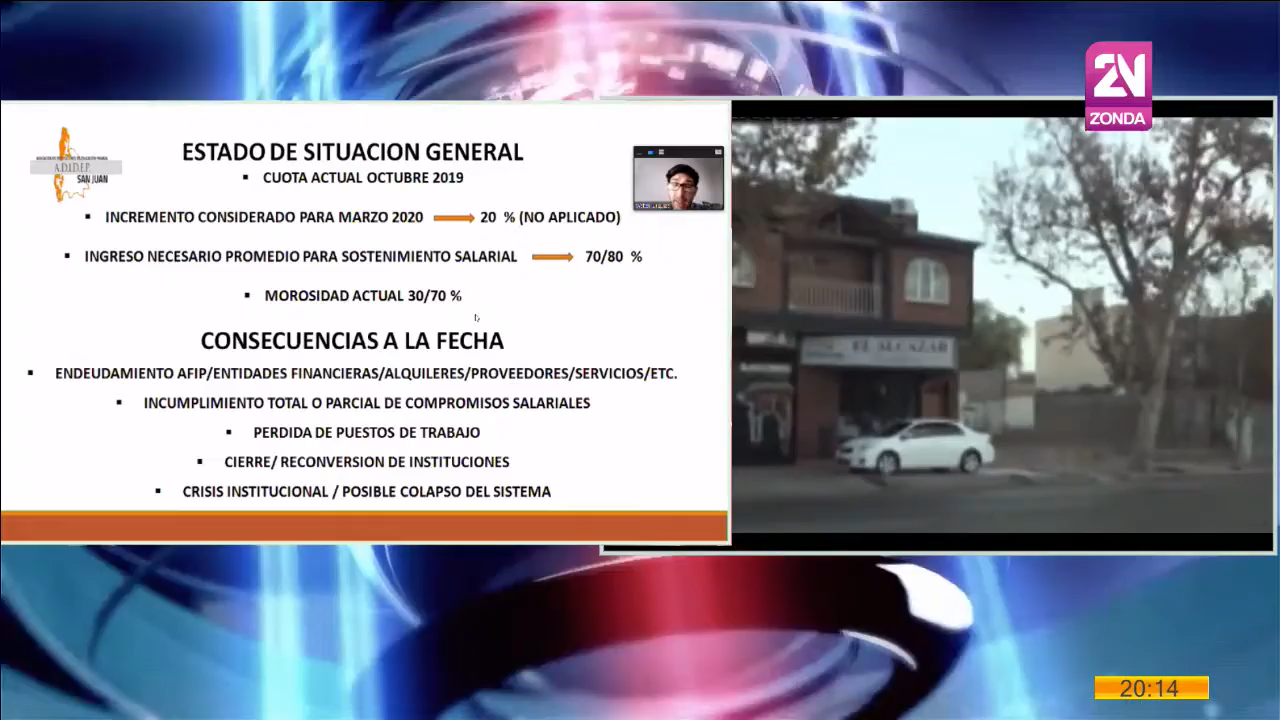 2N
ZONDA
A.D.I.D.E.P.
SAN JUAN
ESTADO DE SITUACION GENERAL
▪ CUOTA ACTUAL OCTUBRE 2019
▪ INCREMENTO CONSIDERADO PARA MARZO 2020 → 20 % (NO APLICADO)
▪ INGRESO NECESARIO PROMEDIO PARA SOSTENIMIENTO SALARIAL → 70/80 %
▪ MOROSIDAD ACTUAL 30/70 %
CONSECUENCIAS A LA FECHA
▪ ENDEUDAMIENTO AFIP/ENTIDADES FINANCIERAS/ALQUILERES/PROVEEDORES/SERVICIOS/ETC.
▪ INCUMPLIMIENTO TOTAL O PARCIAL DE COMPROMISOS SALARIALES
▪ PERDIDA DE PUESTOS DE TRABAJO
▪ CIERRE/ RECONVERSION DE INSTITUCIONES
▪ CRISIS INSTITUCIONAL / POSIBLE COLAPSO DEL SISTEMA
EL ALCAZAR
20:14